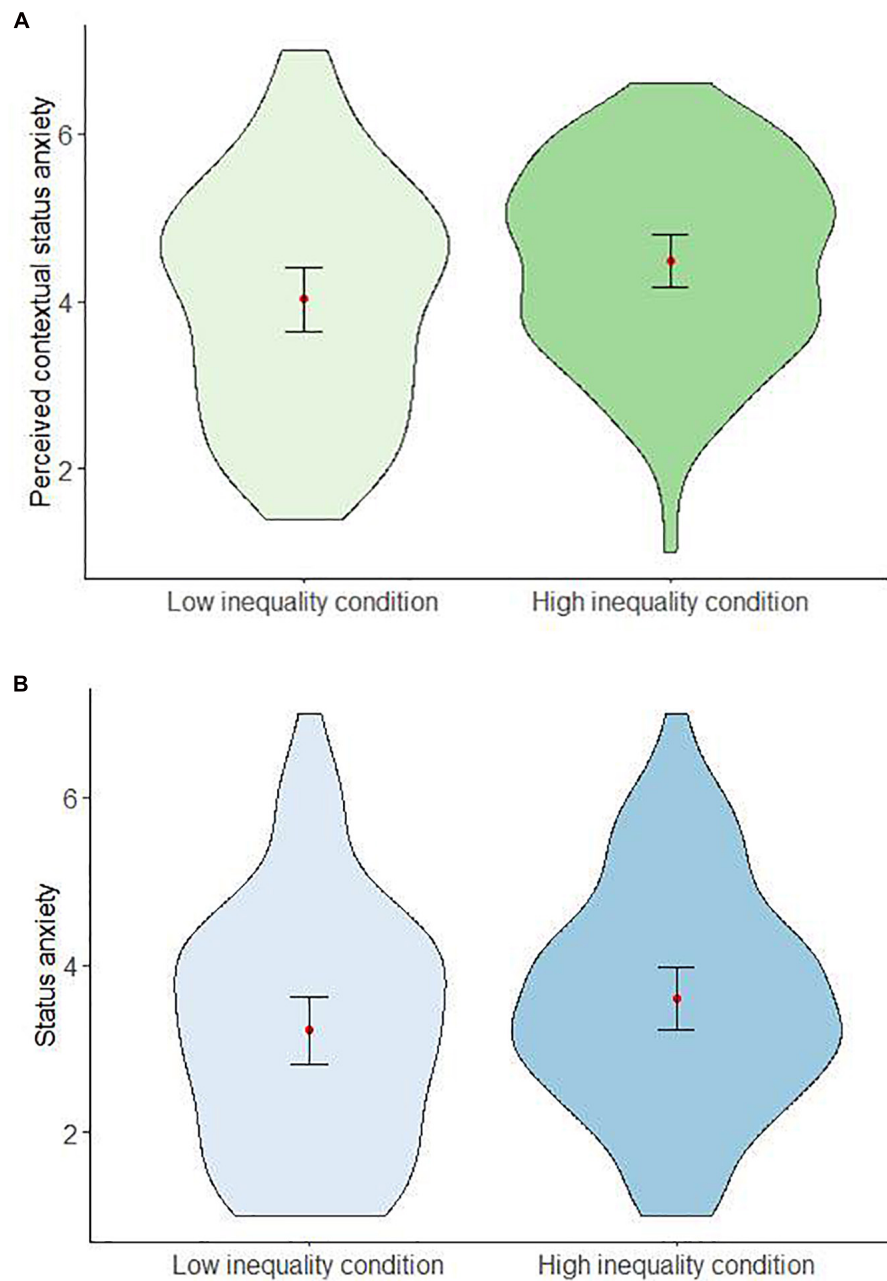 A
Perceived contextual status anxiety
6
4
2
Low inequality condition High inequality condition
B
Status anxiety
6
4
2
Low inequality condition High inequality condition